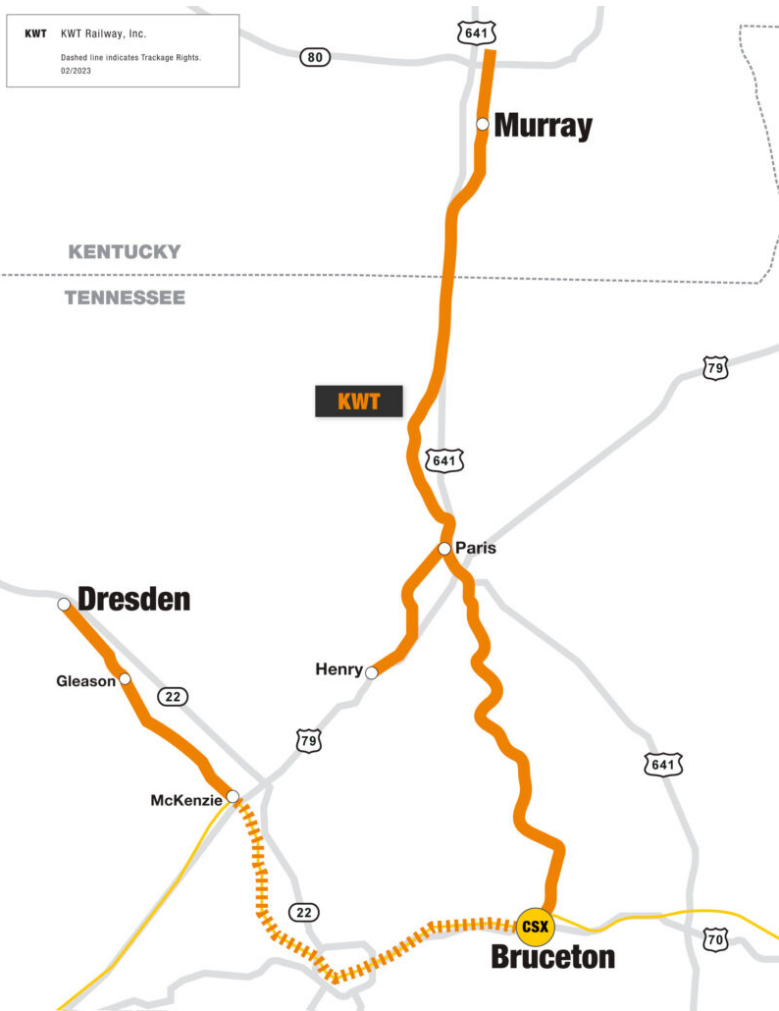 KWT KWT Railway, Inc.
Dashed line indicates Trackage Rights.
02/2023
641
80
Murray
KENTUCKY
TENNESSEE
79
KWT
641
Paris
Dresden
Henry
Gleason
22
79
641
McKenzie
22
CSX
70
Bruceton